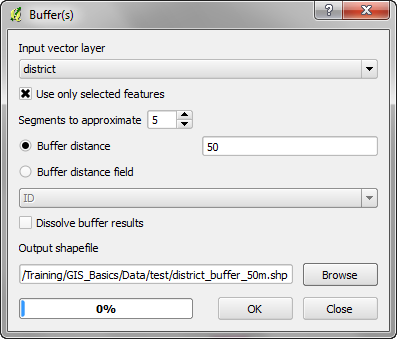 Buffer(s)
Input vector layer
district
Use only selected features
Segments to approximate 5
Buffer distance 50
Buffer distance field
ID
Dissolve buffer results
Output shapefile
/Training/GIS_Basics/Data/test/district_buffer_50m.shp Browse
0% OK Close